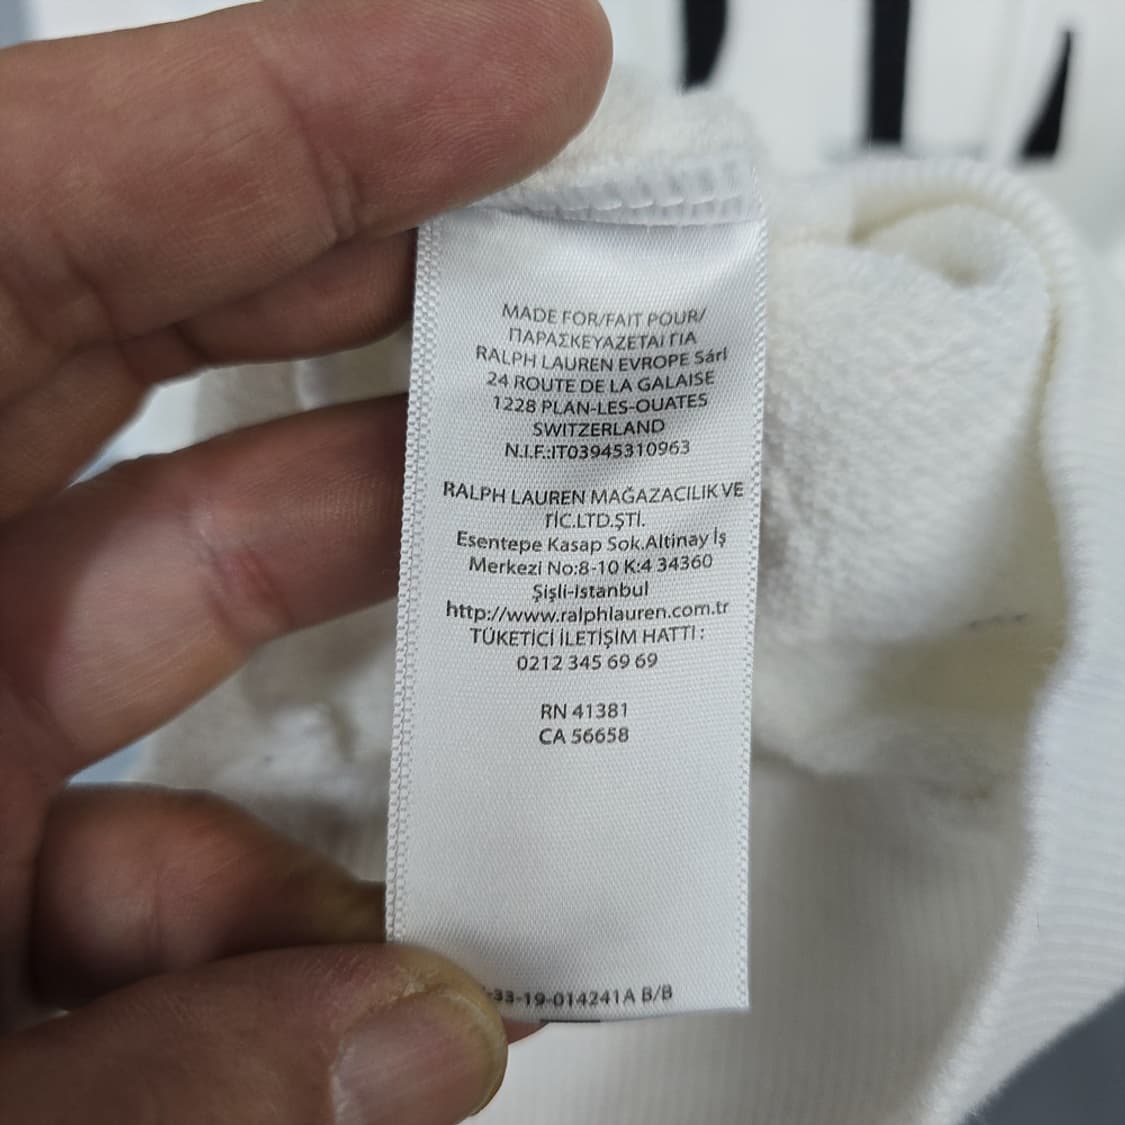 MADE FOR/FAIT POUR/
ΠΑΡΑΣΚΕΥΑΖΕΤΑΙ ΓΙΑ
RALPH LAUREN EVROPE Sárl
24 ROUTE DE LA GALAISE
1228 PLAN-LES-OUATES
SWITZERLAND
N.I.F.:IT03945310963
RALPH LAUREN MAĞAZACILIK VE
TİC.LTD.ŞTİ.
Esentepe Kasap Sok.Altinay İş
Merkezi No:8-10 K:4 34360
Şişli-istanbul
http://www.ralphlauren.com.tr
TÜKETİCİ İLETİŞİM HATTI :
0212 345 69 69
RN 41381
CA 56658
-33-19-014241A B/B